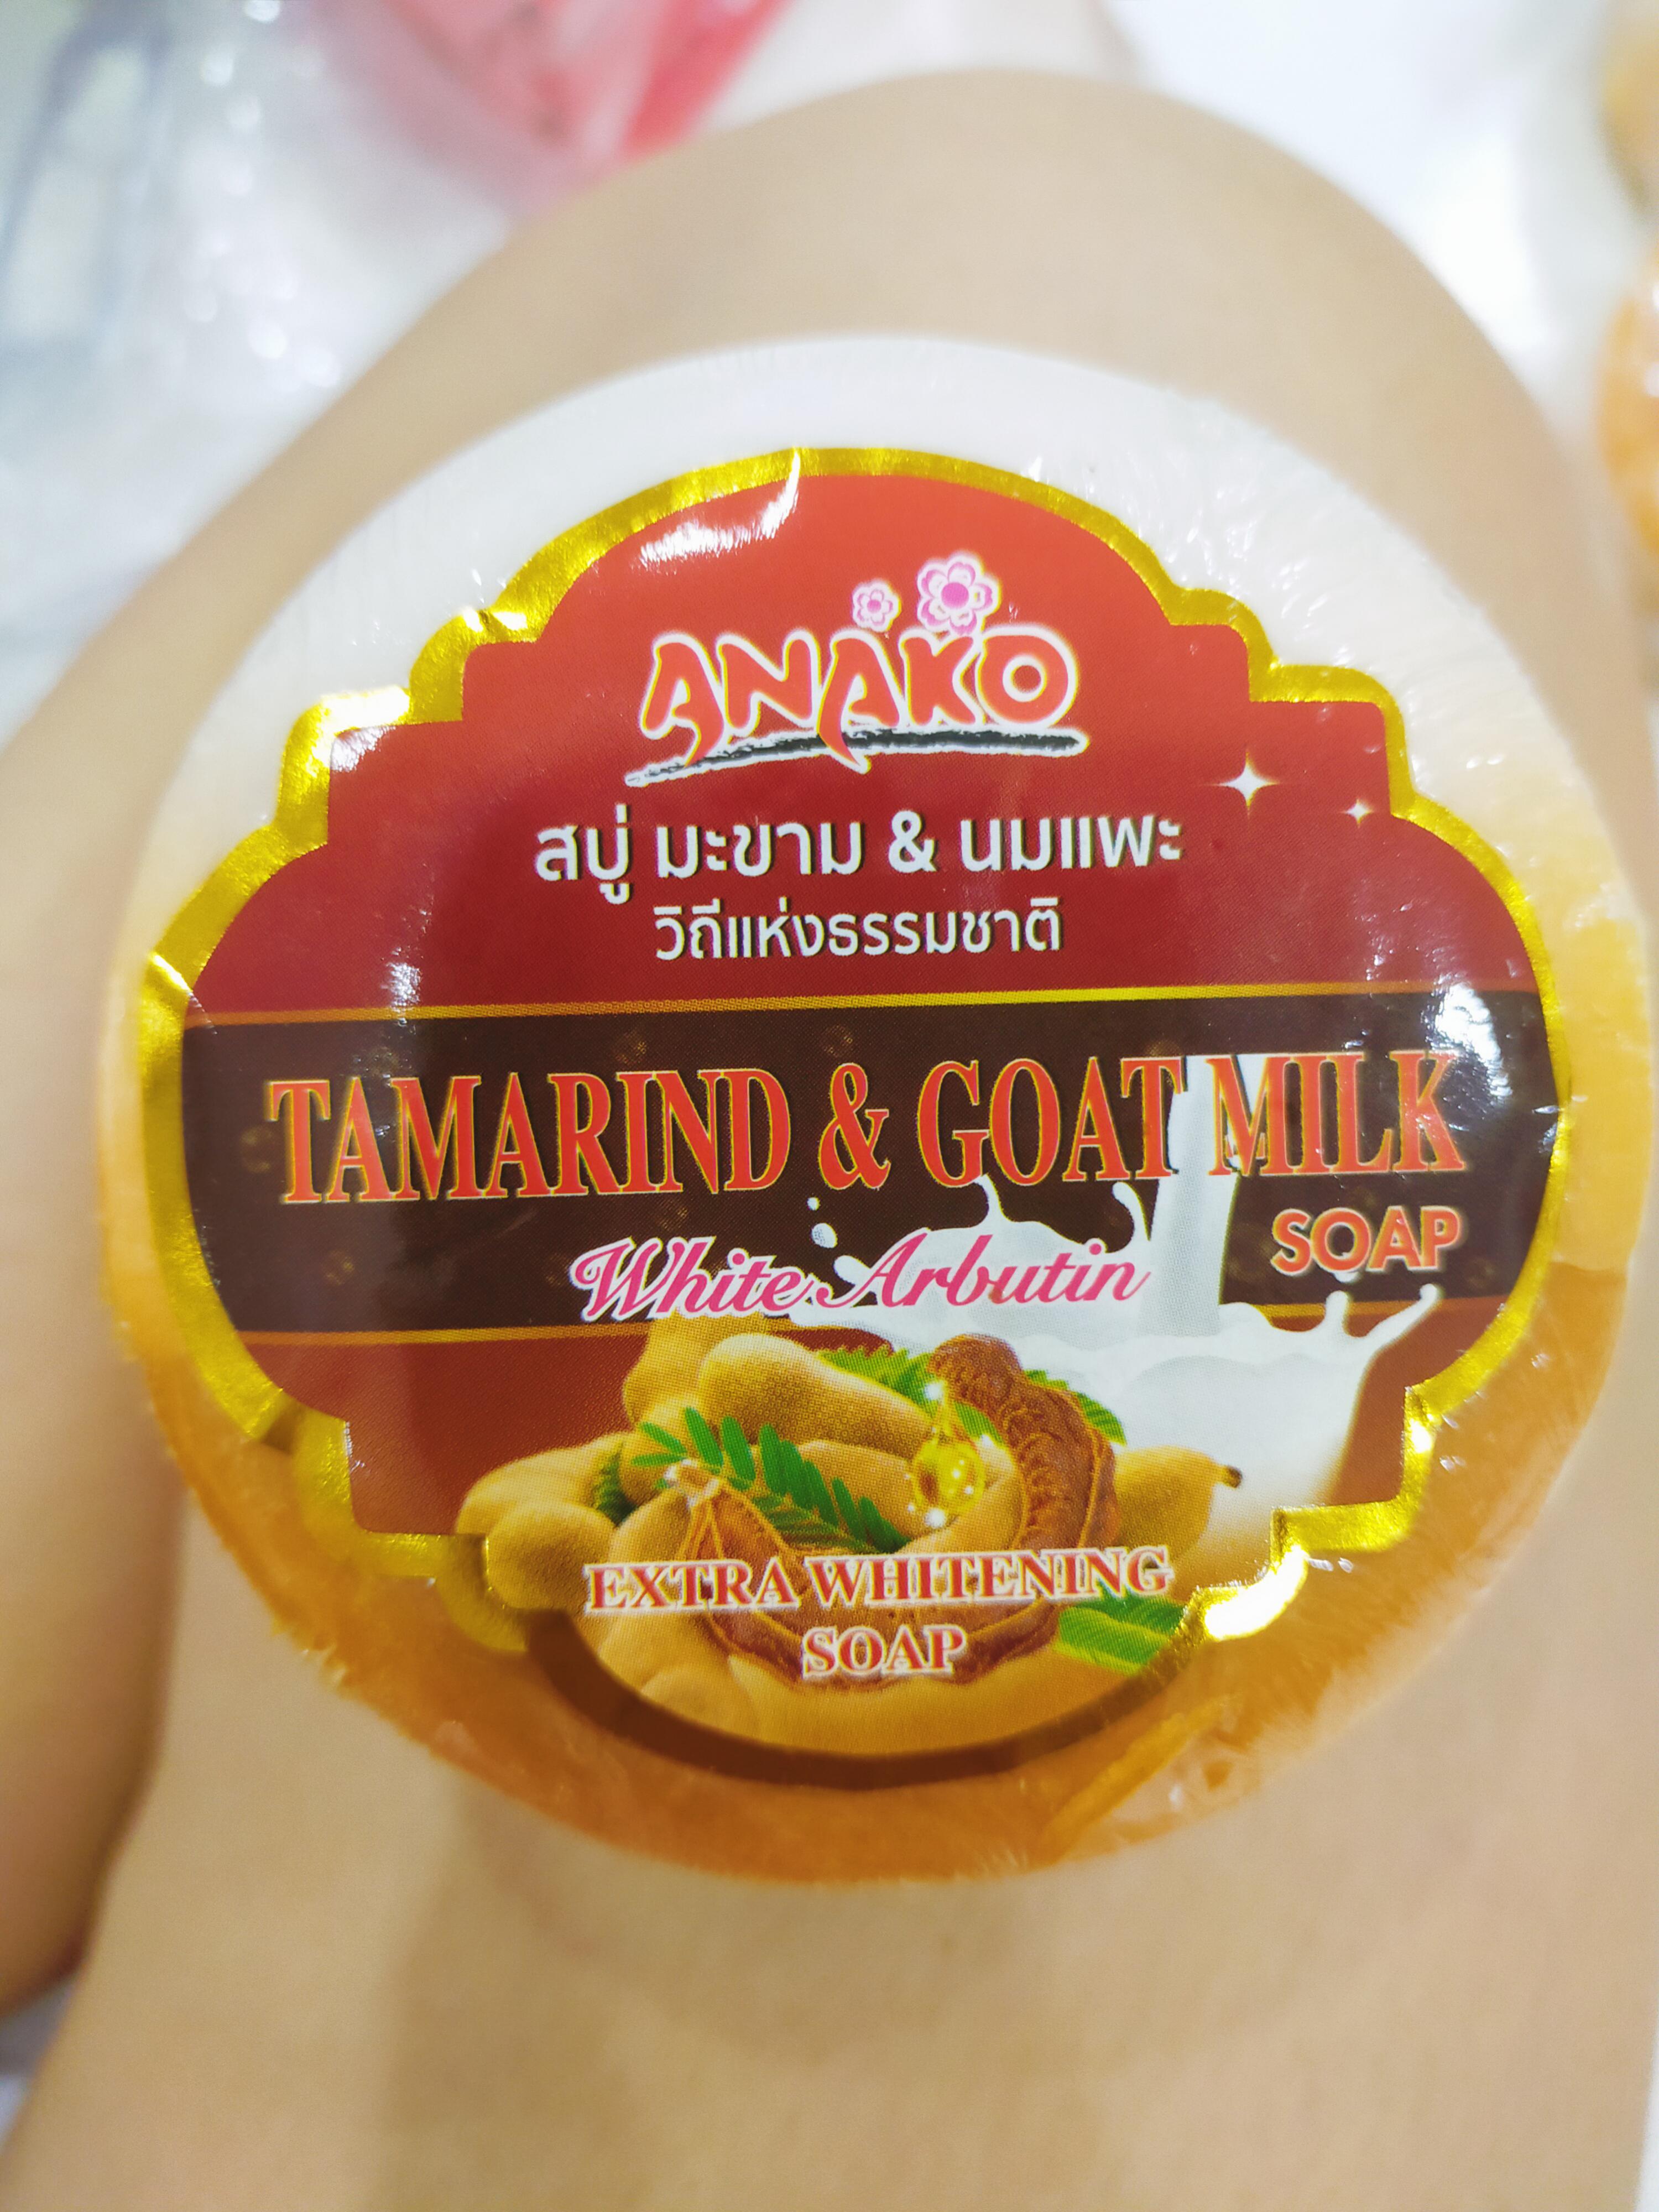 ANAKO
สบู่ มะขาม & นมแพะ
วิถีแห่งธรรมชาติ
TAMARIND & GOAT MILK
SOAP
White Arbutin
EXTRA WHITENING
SOAP